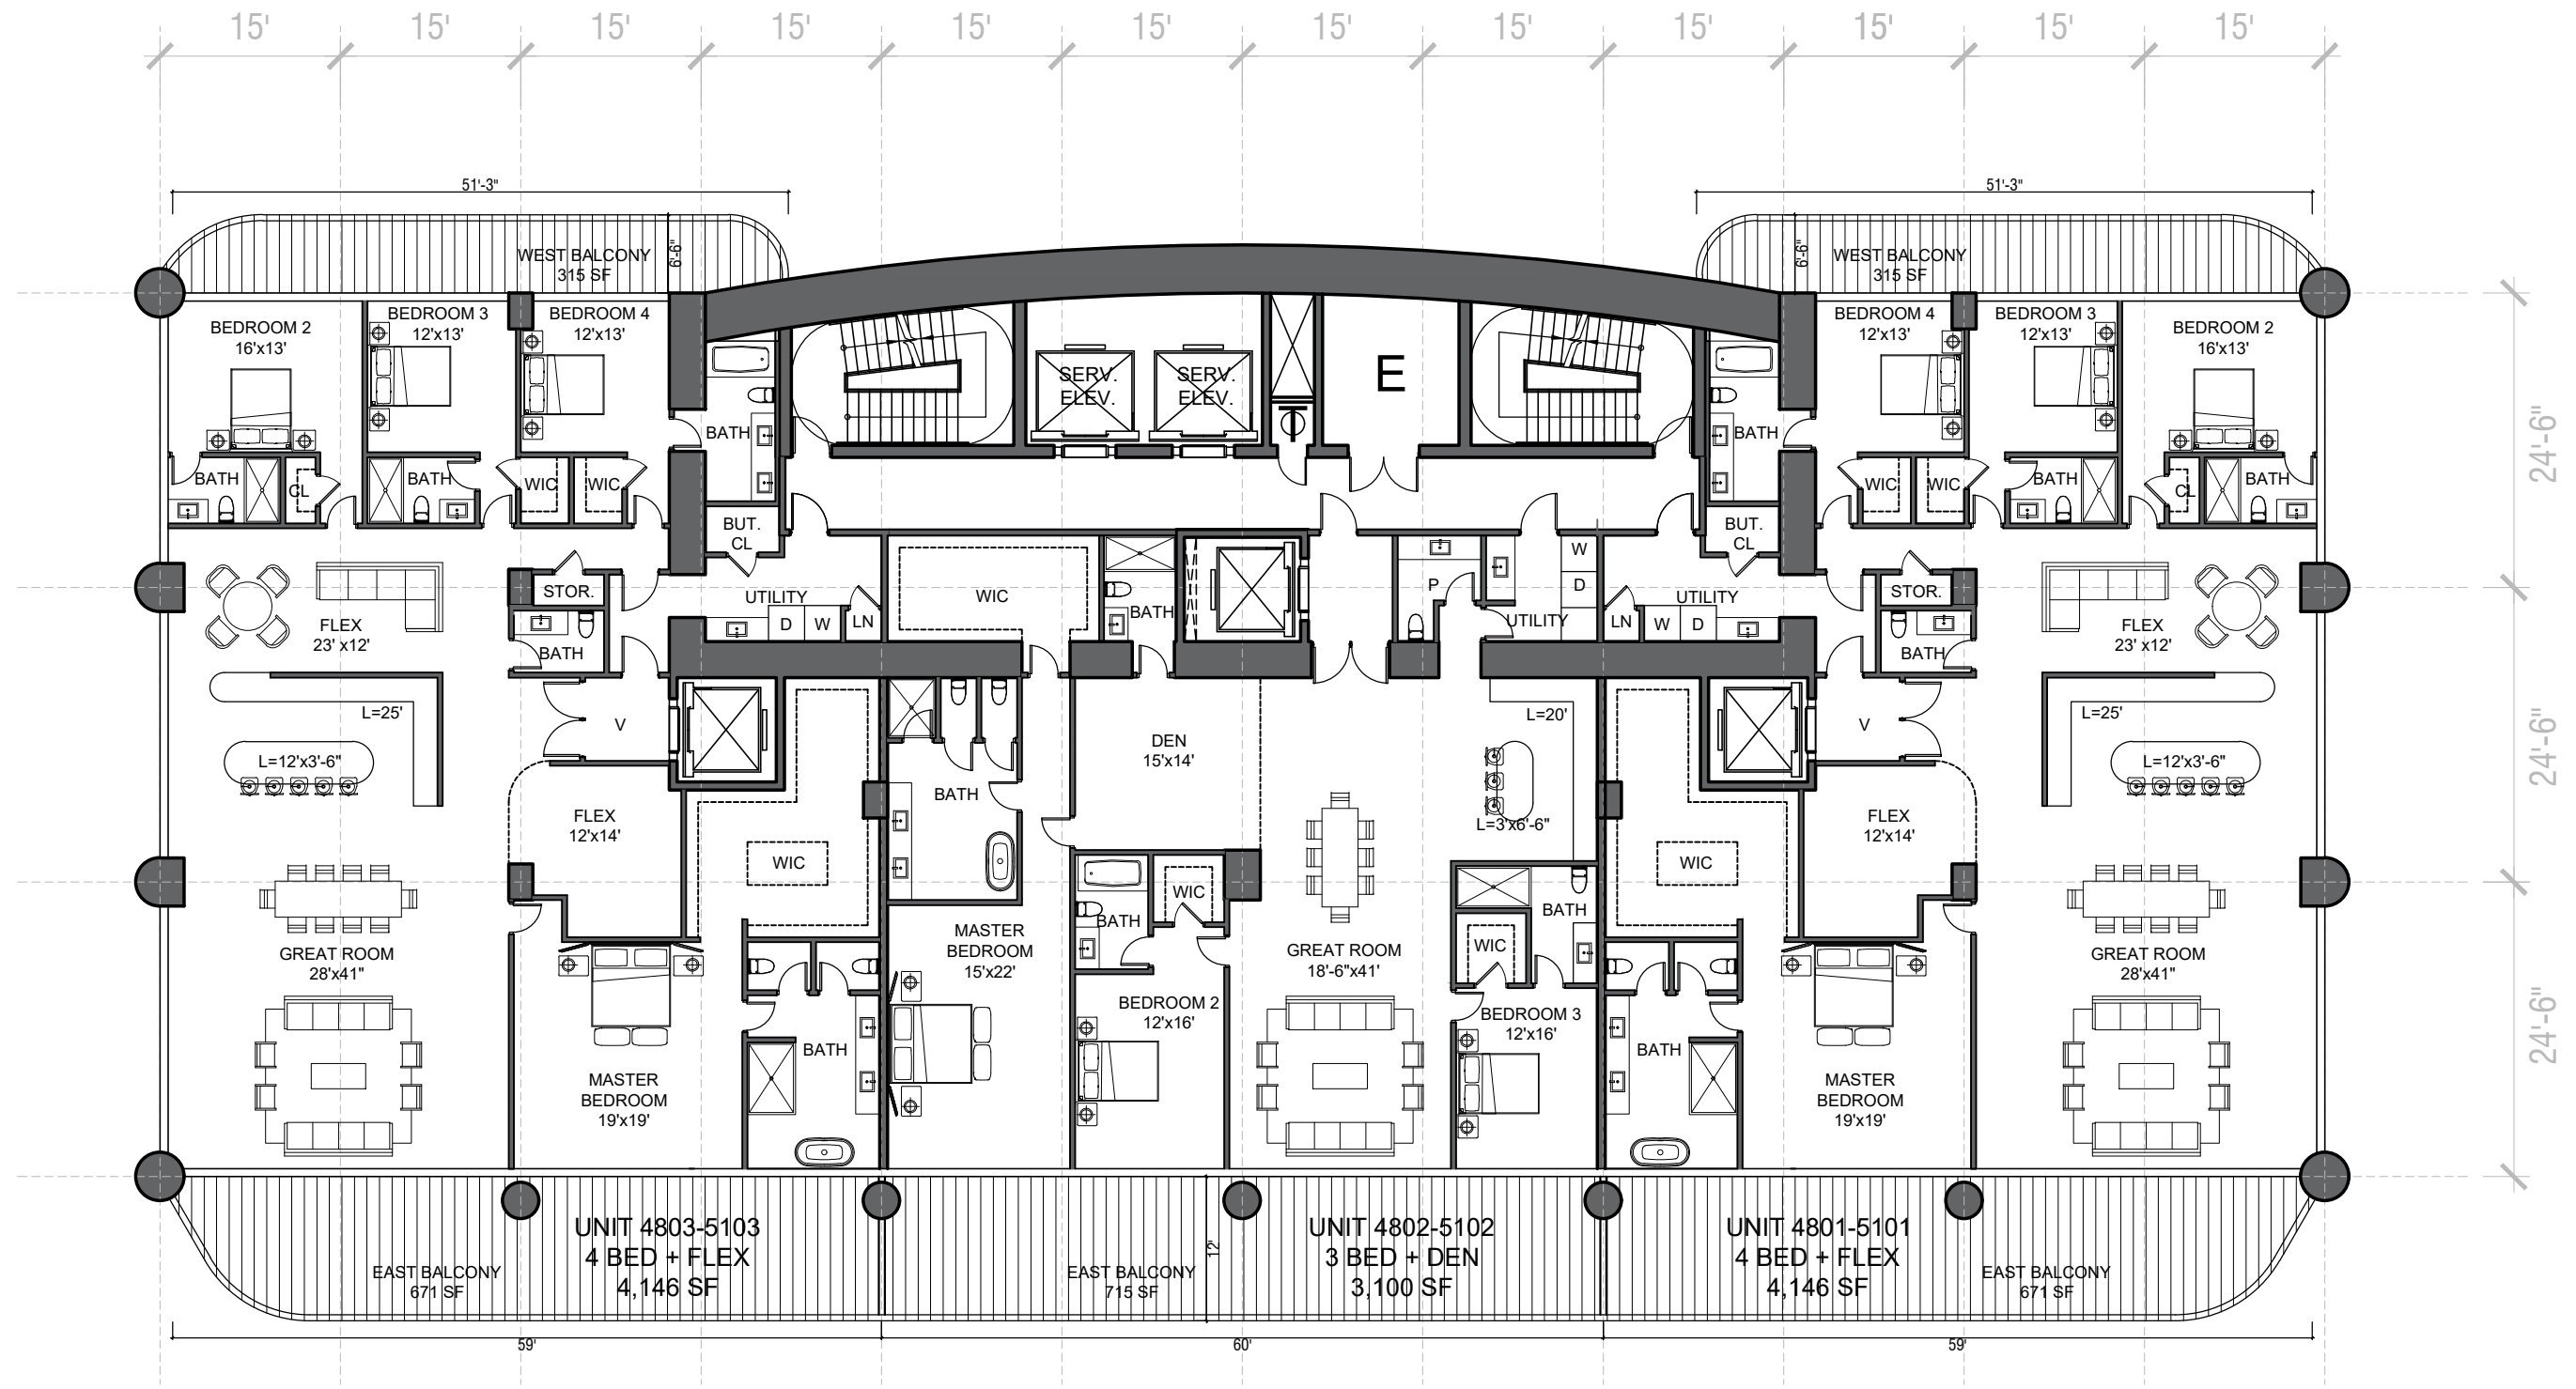 15' 15' 15' 15' 15' 15' 15' 15' 15' 15' 15' 15'
51'-3" 51'-3"
WEST BALCONY
315 SF
6'-6"
6'-6"
WEST BALCONY
315 SF
BEDROOM 2
16'x13'
BEDROOM 3
12'x13'
BEDROOM 4
12'x13'
SERV.
ELEV.
SERV.
ELEV.
E
BEDROOM 4
12'x13'
BEDROOM 3
12'x13'
BEDROOM 2
16'x13'
BATH
T
BATH
24'-6"
BATH
CL
BATH
WIC
WIC
WIC
WIC
BATH
CL
BATH
BUT.
CL
BUT.
CL
STOR.
UTILITY
D
W
LN
WIC
BATH
P
W
D
UTILITY
LN
W
D
UTILITY
STOR.
FLEX
23' x12'
BATH
BATH
FLEX
23' x12'
L=25'
V
L=20'
V
L=25'
DEN
15'x14'
L=12'x3'-6"
L=12'x3'-6"
24'-6"
BATH
FLEX
12'x14'
L=3'x6'-6"
FLEX
12'x14'
WIC
WIC
WIC
BATH
BATH
GREAT ROOM
28'x41"
MASTER
BEDROOM
15'x22'
GREAT ROOM
18'-6"x41'
WIC
GREAT ROOM
28'x41"
BEDROOM 2
12'x16'
BEDROOM 3
12'x16'
BATH
BATH
24'-6"
MASTER
BEDROOM
19'x19'
MASTER
BEDROOM
19'x19'
UNIT 4803-5103
4 BED + FLEX
4,146 SF
UNIT 4802-5102
3 BED + DEN
3,100 SF
UNIT 4801-5101
4 BED + FLEX
4,146 SF
12'
EAST BALCONY
671 SF
EAST BALCONY
715 SF
EAST BALCONY
671 SF
59' 60' 59'